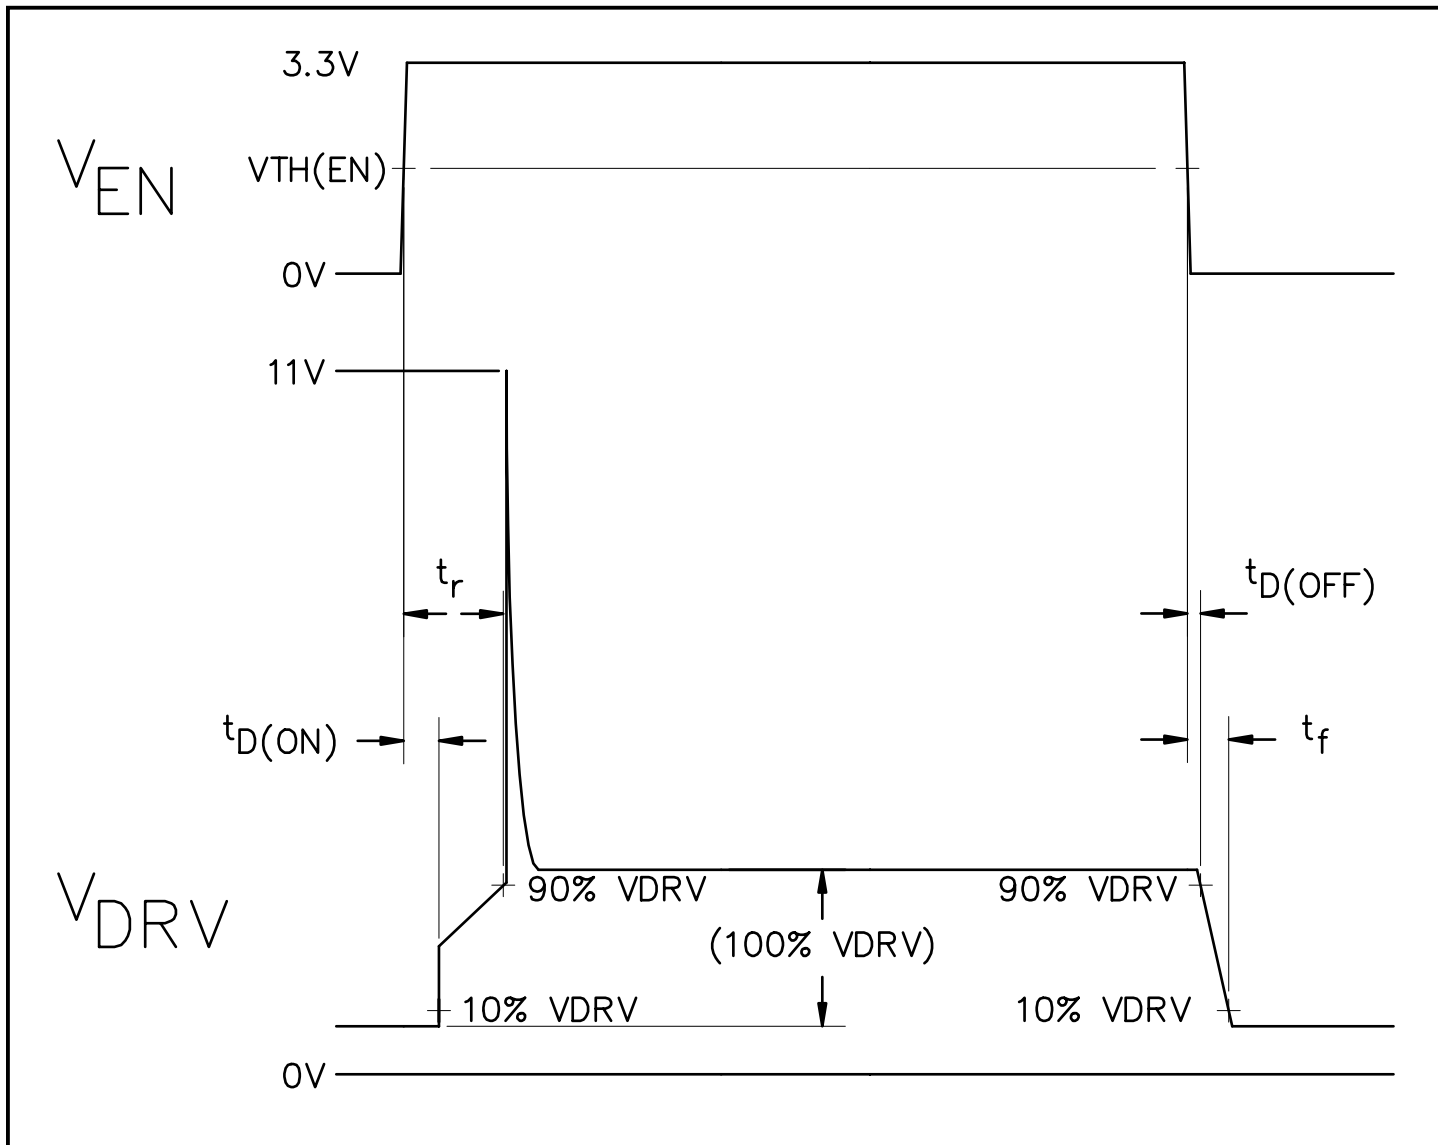 3.3V
VEN
VTH(EN)
0V
11V
tr
tD(OFF)
tD(ON)
tf
VDRV
90% VDRV
90% VDRV
(100% VDRV)
10% VDRV
10% VDRV
0V